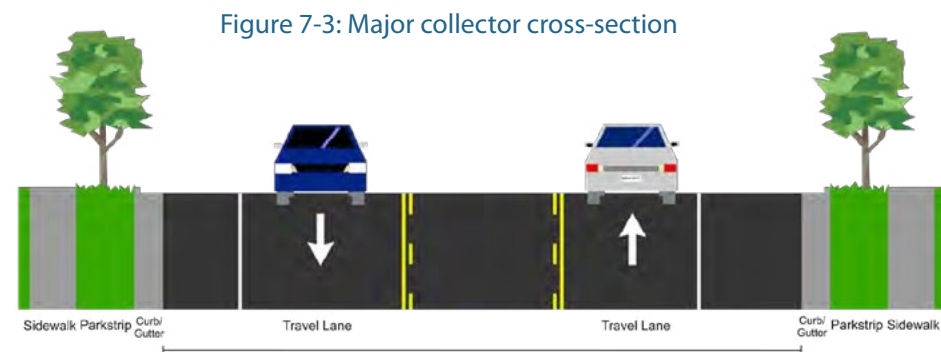 Figure 7-3: Major collector cross-section
Sidewalk Parkstrip Curb/ Gutter Travel Lane Travel Lane Curb/ Gutter Parkstrip Sidewalk